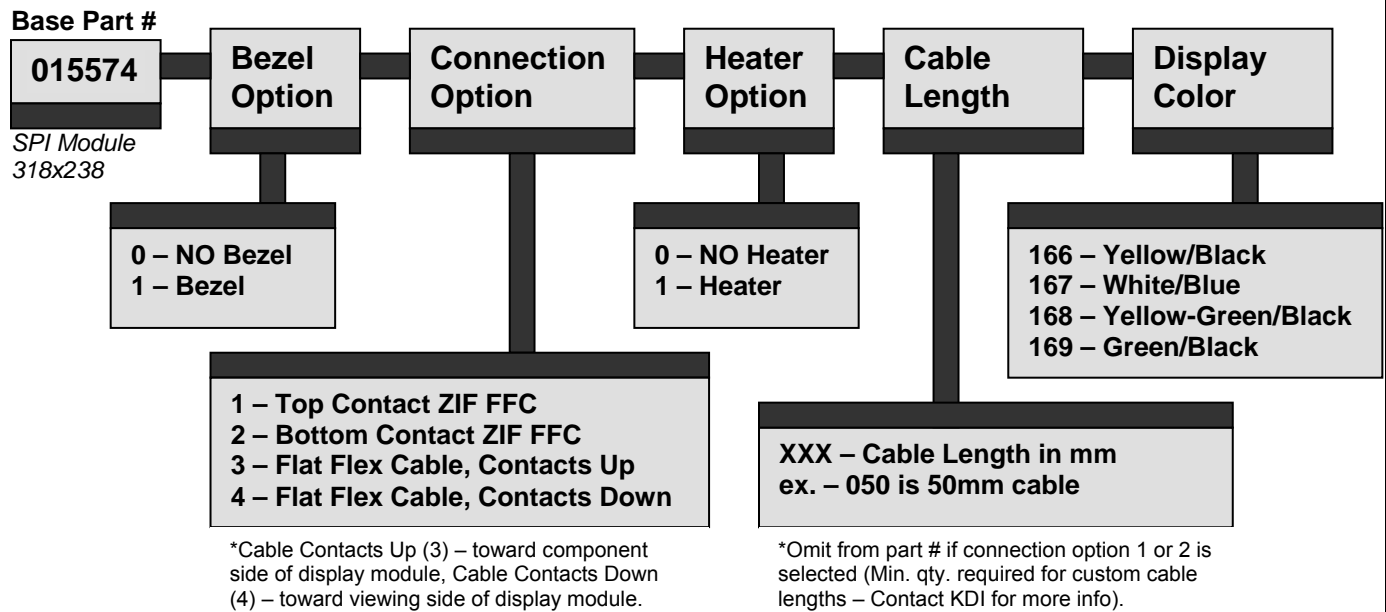 Base Part #
015574
SPI Module
318x238
Bezel
Option
Connection
Option
Heater
Option
Cable
Length
Display
Color
0 – NO Bezel
1 – Bezel
0 – NO Heater
1 – Heater
166 – Yellow/Black
167 – White/Blue
168 – Yellow-Green/Black
169 – Green/Black
1 – Top Contact ZIF FFC
2 – Bottom Contact ZIF FFC
3 – Flat Flex Cable, Contacts Up
4 – Flat Flex Cable, Contacts Down
XXX – Cable Length in mm
ex. – 050 is 50mm cable
*Cable Contacts Up (3) – toward component
side of display module, Cable Contacts Down
(4) – toward viewing side of display module.
*Omit from part # if connection option 1 or 2 is
selected (Min. qty. required for custom cable
lengths – Contact KDI for more info).